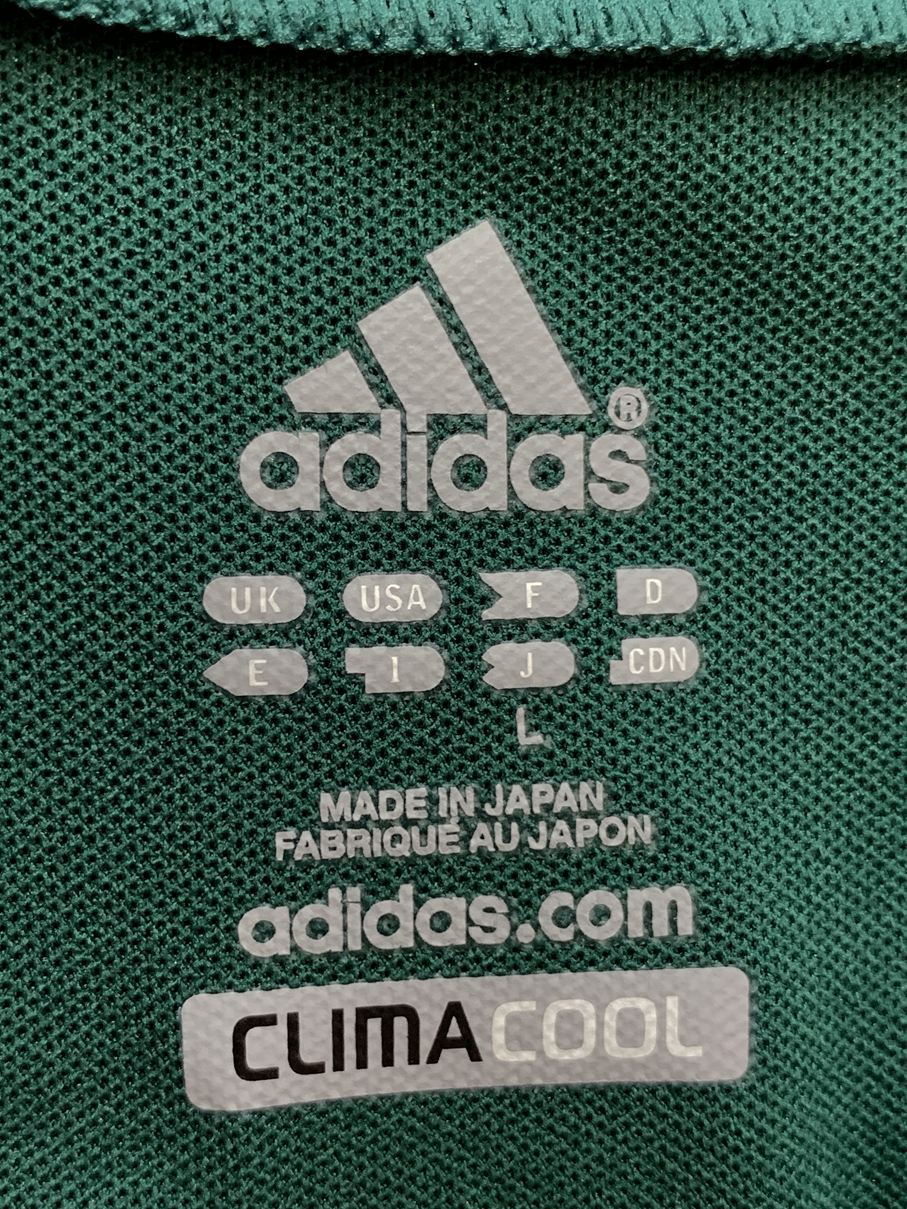 adidas®
UK USA F D
E I J CDN
L
MADE IN JAPAN
FABRIQUÉ AU JAPON
adidas.com
CLIMACOOL